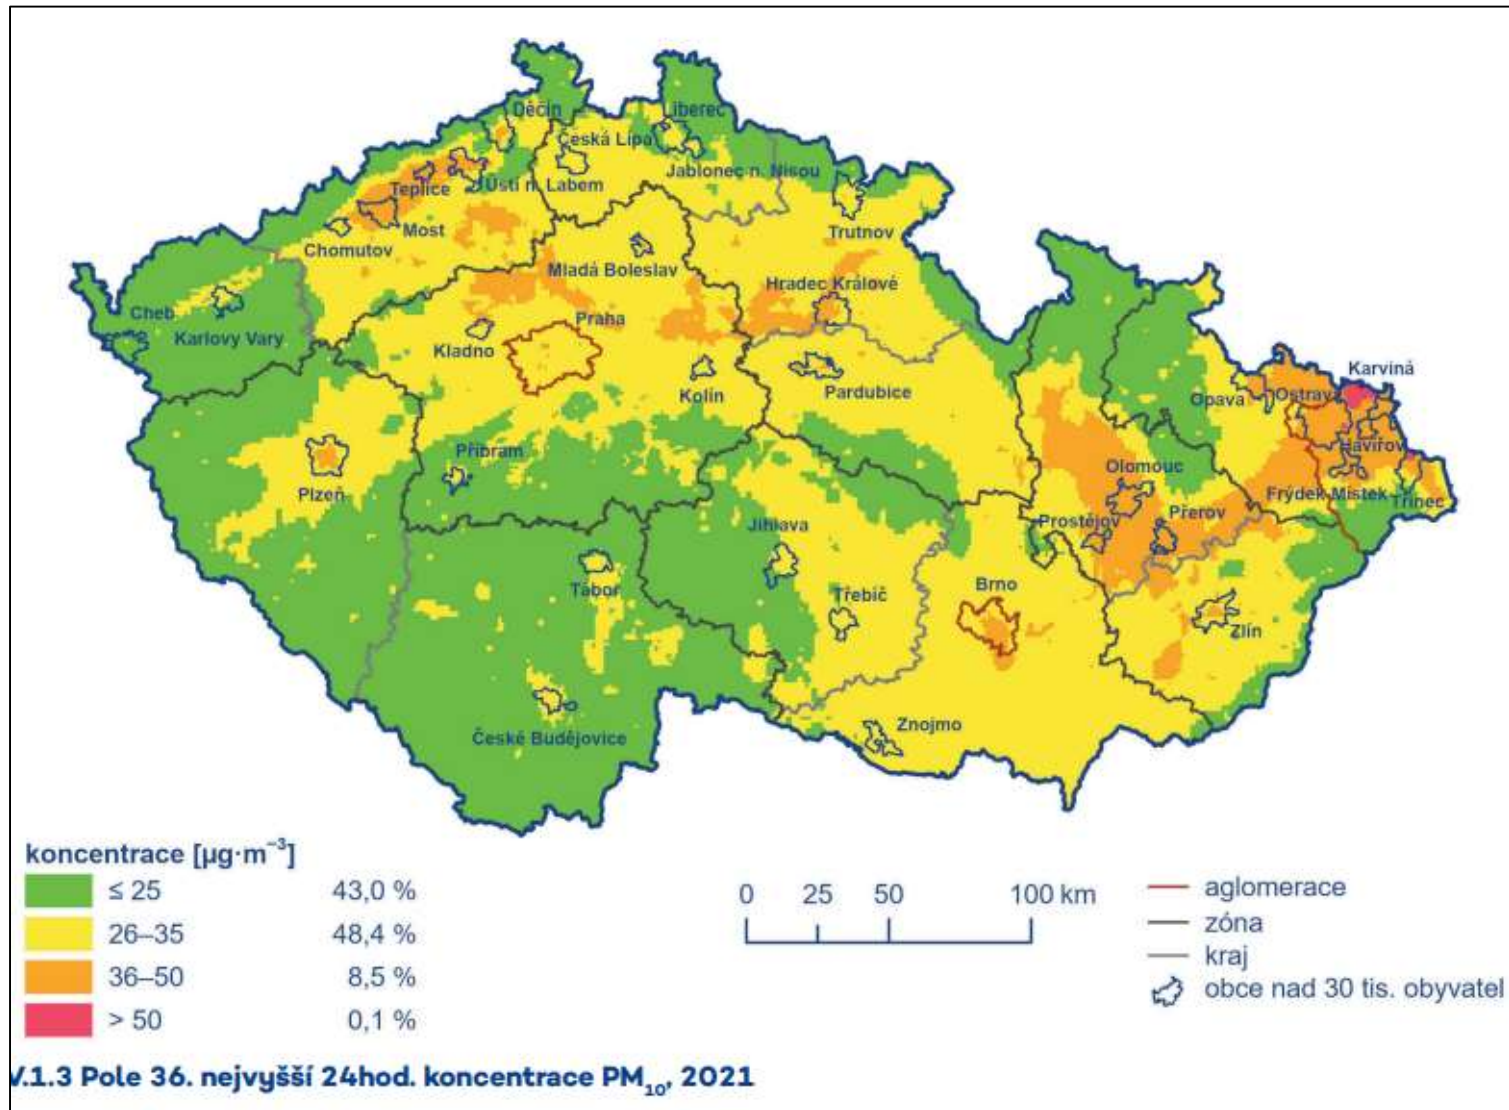 Děčín
Liberec
Česká Lípa
Jablonec n. Nisou
Teplice
Ústí n. Labem
Most
Chomutov
Trutnov
Mladá Boleslav
Hradec Králové
Cheb
Karlovy Vary
Praha
Kladno
Kolín
Pardubice
Karviná
Opava
Ostrava
Havířov
Příbram
Plzeň
Olomouc
Frýdek Místek
Třinec
Jihlava
Prostějov
Přerov
Tábor
Třebíč
Brno
Zlín
České Budějovice
Znojmo
koncentrace [µg·m⁻³]
≤ 25 43,0 %
26–35 48,4 %
36–50 8,5 %
> 50 0,1 %
0 25 50 100 km
aglomerace
zóna
kraj
obce nad 30 tis. obyvatel
V.1.3 Pole 36. nejvyšší 24hod. koncentrace PM₁₀, 2021